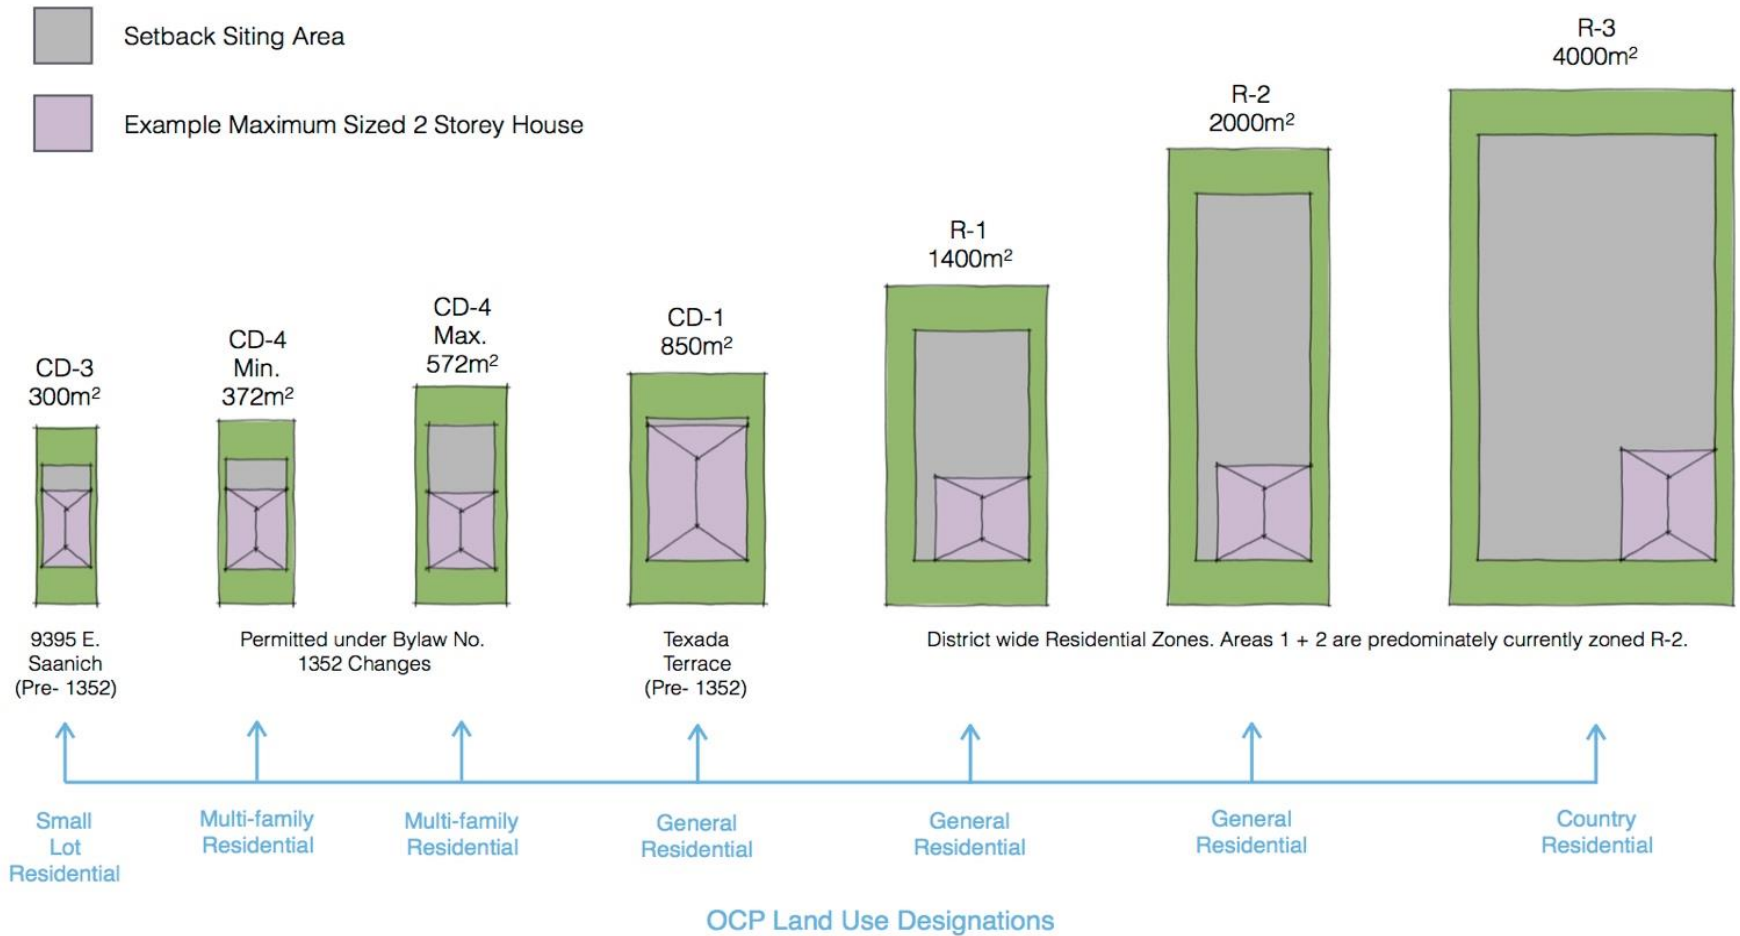 Setback Siting Area
Example Maximum Sized 2 Storey House
CD-3
300m²
CD-4
Min.
372m²
CD-4
Max.
572m²
CD-1
850m²
R-1
1400m²
R-2
2000m²
R-3
4000m²
9395 E.
Saanich
(Pre- 1352)
Permitted under Bylaw No.
1352 Changes
Texada
Terrace
(Pre- 1352)
District wide Residential Zones. Areas 1 + 2 are predominately currently zoned R-2.
Small
Lot
Residential
Multi-family
Residential
Multi-family
Residential
General
Residential
General
Residential
General
Residential
Country
Residential
OCP Land Use Designations